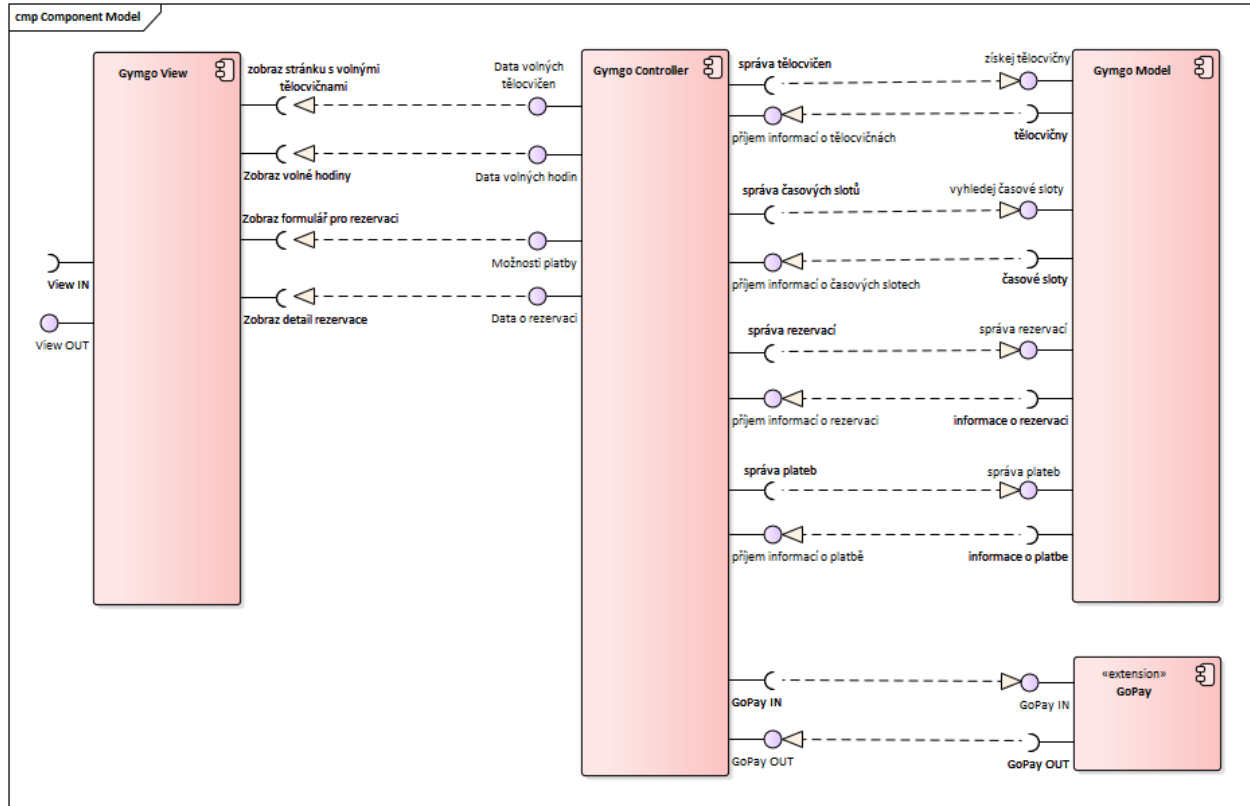 cmp Component Model
Gymgo View
zobraz stránku s volnými
tělocvičnami
Data volných
tělocvičen
Zobraz volné hodiny
Data volných hodin
Zobraz formulář pro rezervaci
Možnosti platby
Zobraz detail rezervace
Data o rezervaci
View IN
View OUT
Gymgo Controller
správa tělocvičen
získej tělocvičny
příjem informací o tělocvičnách
tělocvičny
správa časových slotů
vyhledej časové sloty
příjem informací o časových slotech
časové sloty
správa rezervací
správa rezervací
příjem informací o rezervaci
informace o rezervaci
správa plateb
správa plateb
příjem informací o platbě
informace o platbe
GoPay IN
GoPay IN
GoPay OUT
GoPay OUT
Gymgo Model
«extension»
GoPay